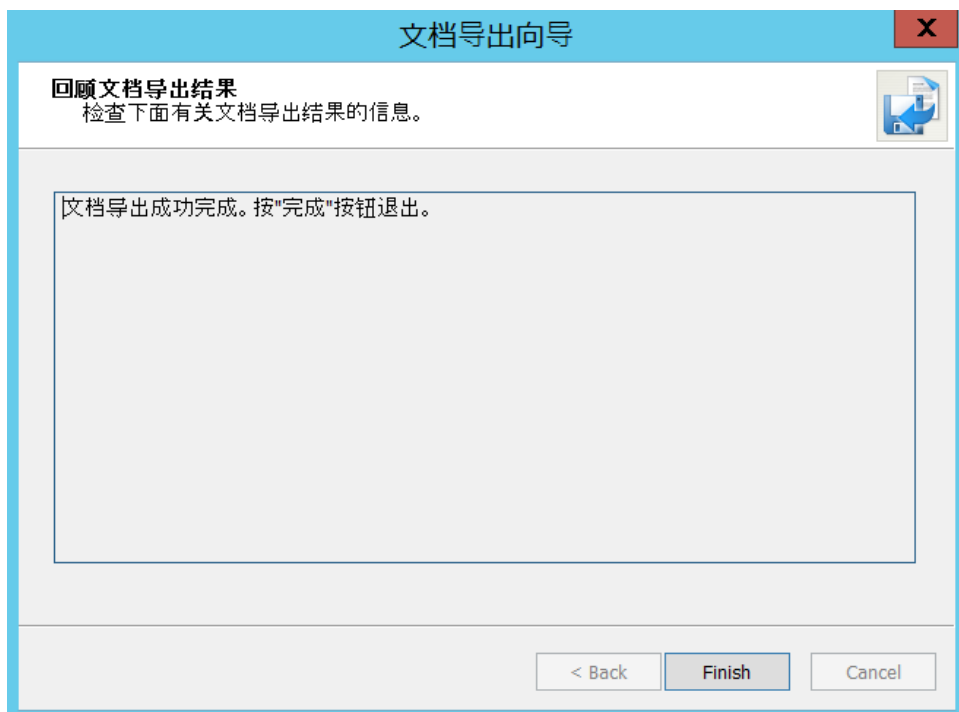 文档导出向导
X
回顾文档导出结果
检查下面有关文档导出结果的信息。
文档导出成功完成。按"完成"按钮退出。
< Back
Finish
Cancel